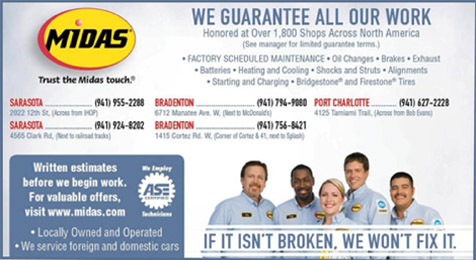 MIDAS®
Trust the Midas touch.®
WE GUARANTEE ALL OUR WORK
Honored at Over 1,800 Shops Across North America
(See manager for limited guarantee terms.)
• FACTORY SCHEDULED MAINTENANCE • Oil Changes • Brakes • Exhaust
• Batteries • Heating and Cooling • Shocks and Struts • Alignments
• Starting and Charging • Bridgestone® and Firestone® Tires
SARASOTA (941) 955-2288
2022 12th St, (Across from IHOP)
SARASOTA (941) 924-8202
4565 Clark Rd, (Next to railroad tracks)
BRADENTON (941) 794-9080
6712 Manatee Ave. W, (Next to McDonald's)
BRADENTON (941) 756-8421
1415 Cortez Rd. W, (Corner of Cortez & 41, next to Splash)
PORT CHARLOTTE (941) 627-2228
4125 Tamiami Trail, (Across from Bob Evans)
Written estimates
before we begin work.
For valuable offers,
visit www.midas.com
We Employ
ASE
CERTIFIED
Technicians
• Locally Owned and Operated
• We service foreign and domestic cars
IF IT ISN'T BROKEN, WE WON'T FIX IT.